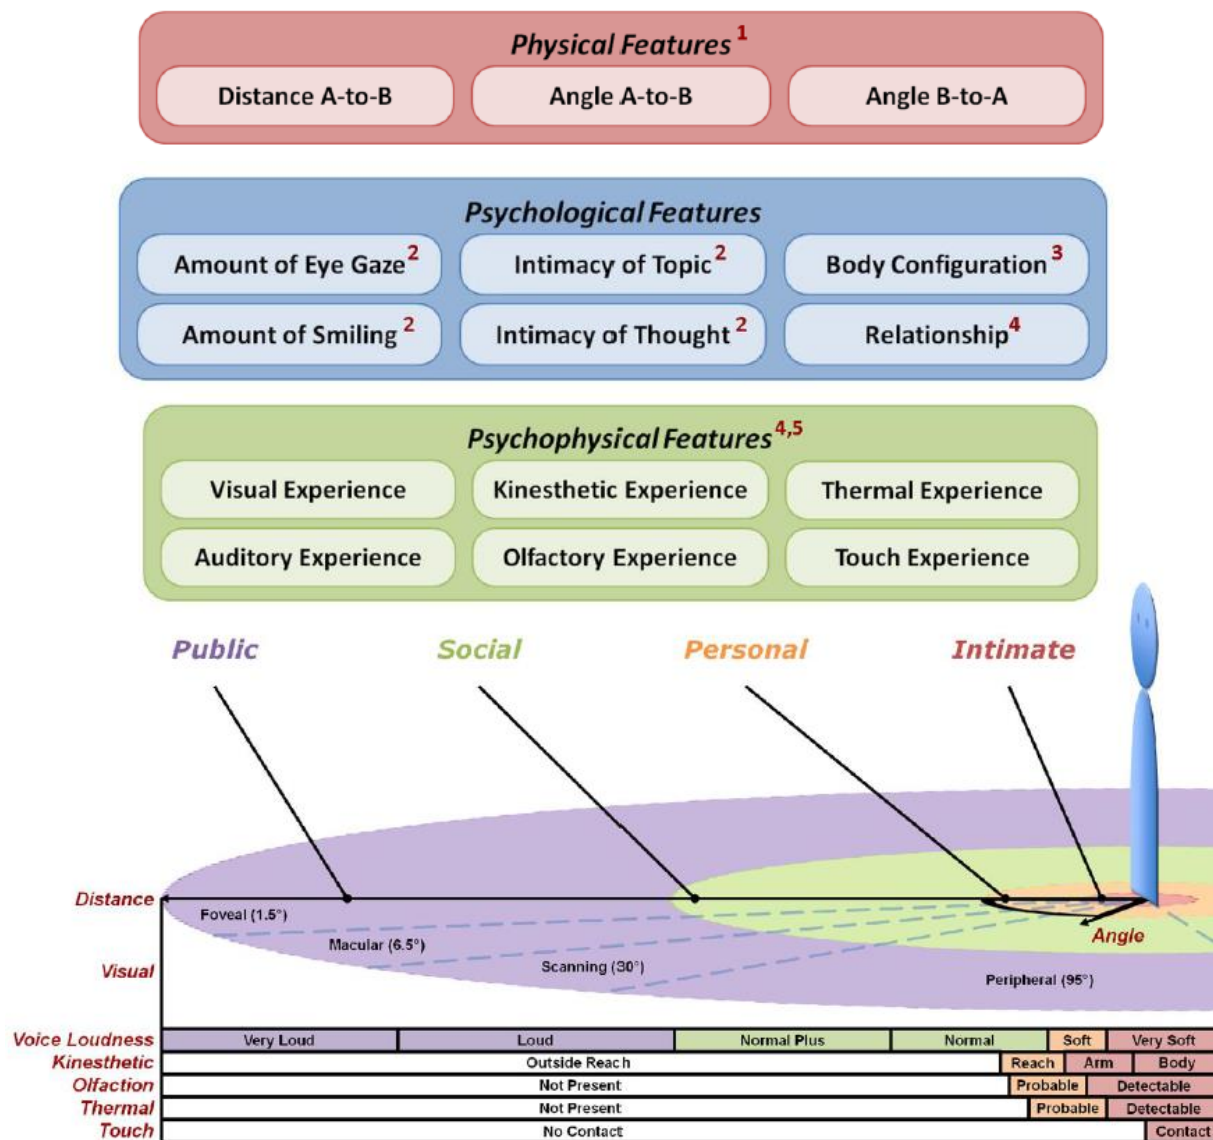 Physical Features 1
Distance A-to-B
Angle A-to-B
Angle B-to-A
Psychological Features
Amount of Eye Gaze 2
Intimacy of Topic 2
Body Configuration 3
Amount of Smiling 2
Intimacy of Thought 2
Relationship 4
Psychophysical Features 4,5
Visual Experience
Kinesthetic Experience
Thermal Experience
Auditory Experience
Olfactory Experience
Touch Experience
Public
Social
Personal
Intimate
Distance
Foveal (1.5°)
Angle
Macular (6.5°)
Scanning (30°)
Visual
Peripheral (95°)
Voice Loudness Very Loud Loud Normal Plus Normal Soft Very Soft
Kinesthetic Outside Reach Reach Arm Body
Olfaction Not Present Probable Detectable
Thermal Not Present Probable Detectable
Touch No Contact Contact